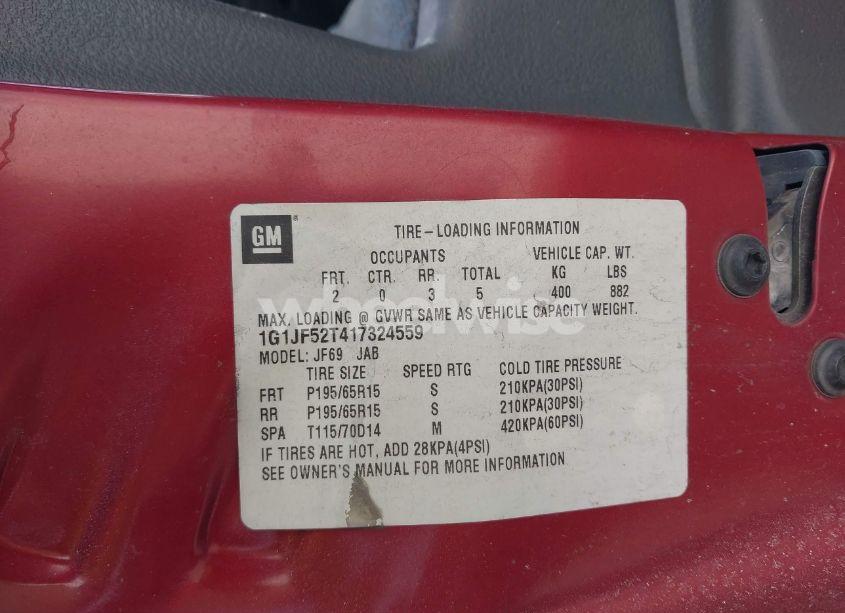 GM
TIRE-LOADING INFORMATION
OCCUPANTS VEHICLE CAP. WT.
FRT. CTR. RR. TOTAL KG LBS
2 0 3 5 400 882
MAX. LOADING @ GVWR SAME AS VEHICLE CAPACITY WEIGHT.
1G1JF52T417324559
MODEL: JF69 JAB
TIRE SIZE SPEED RTG COLD TIRE PRESSURE
FRT P195/65R15 S 210KPA(30PSI)
RR P195/65R15 S 210KPA(30PSI)
SPA T115/70D14 M 420KPA(60PSI)
IF TIRES ARE HOT, ADD 28KPA(4PSI)
SEE OWNER'S MANUAL FOR MORE INFORMATION
wheelwise